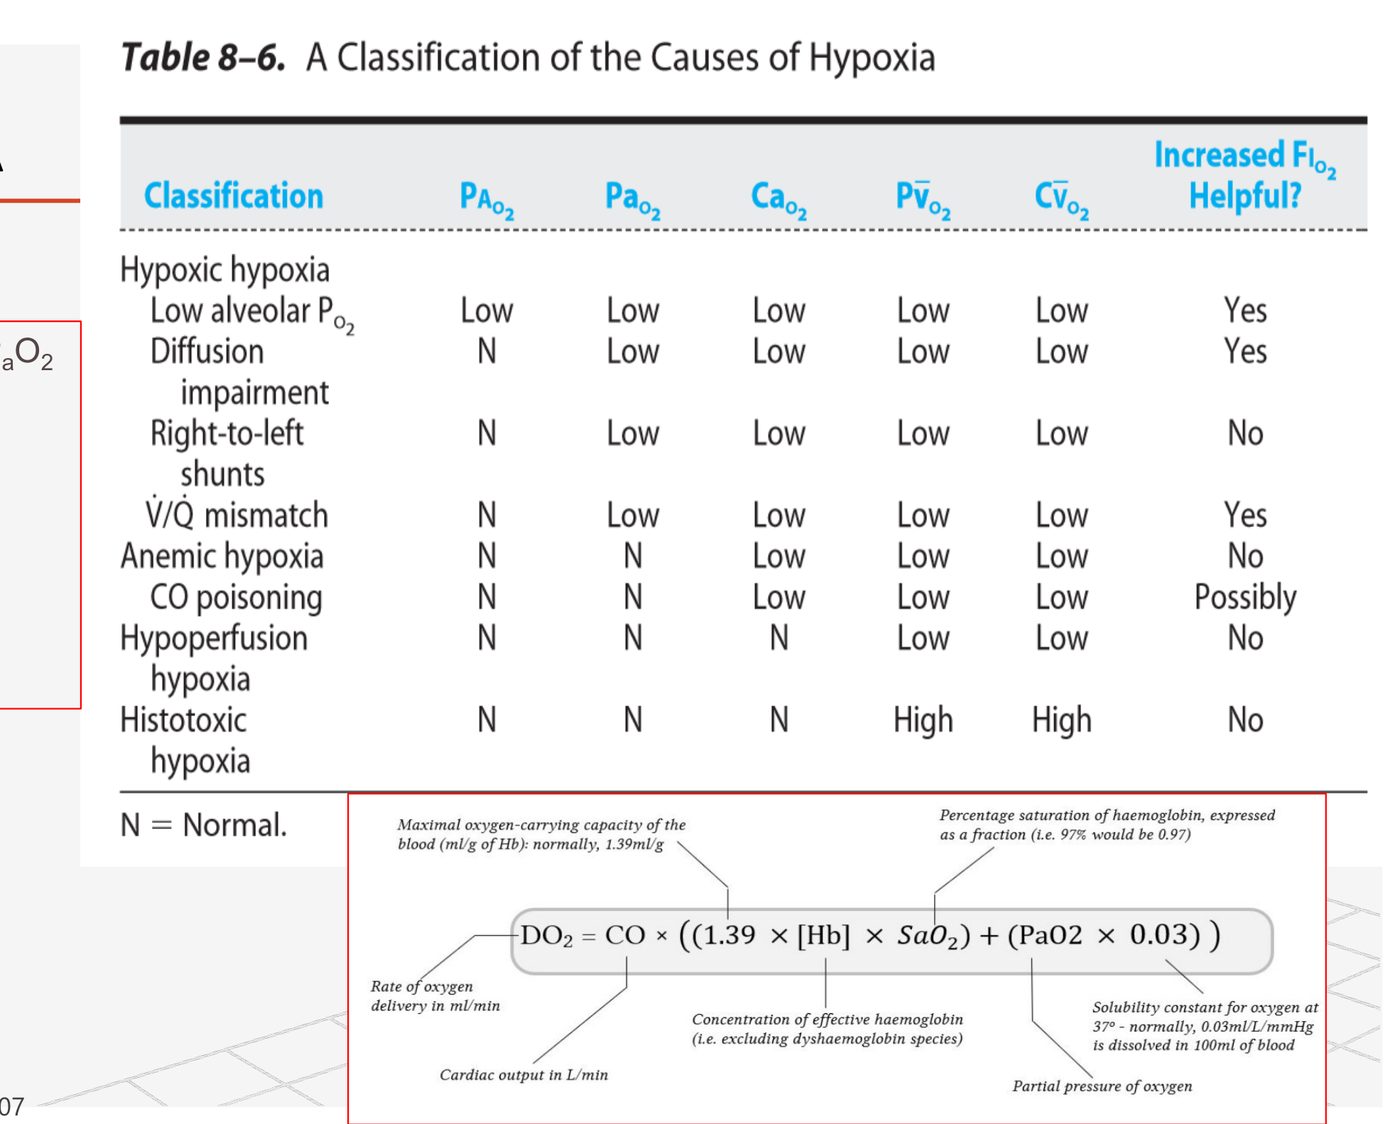 Table 8–6. A Classification of the Causes of Hypoxia
Classification PAO2 PaO2 CaO2 Pv̄O2 Cv̄O2 Increased FIO2 Helpful?
Hypoxic hypoxia
Low alveolar PO2 Low Low Low Low Low Yes
Diffusion impairment N Low Low Low Low Yes
Right-to-left shunts N Low Low Low Low No
V̇/Q̇ mismatch N Low Low Low Low Yes
Anemic hypoxia N N Low Low Low No
CO poisoning N N Low Low Low Possibly
Hypoperfusion hypoxia N N N Low Low No
Histotoxic hypoxia N N N High High No
N = Normal.
aO2
Maximal oxygen-carrying capacity of the
blood (ml/g of Hb): normally, 1.39ml/g
Percentage saturation of haemoglobin, expressed
as a fraction (i.e. 97% would be 0.97)
DO2 = CO × ((1.39 × [Hb] × SaO2) + (PaO2 × 0.03) )
Rate of oxygen
delivery in ml/min
Cardiac output in L/min
Concentration of effective haemoglobin
(i.e. excluding dyshaemoglobin species)
Solubility constant for oxygen at
37º - normally, 0.03ml/L/mmHg
is dissolved in 100ml of blood
Partial pressure of oxygen
07